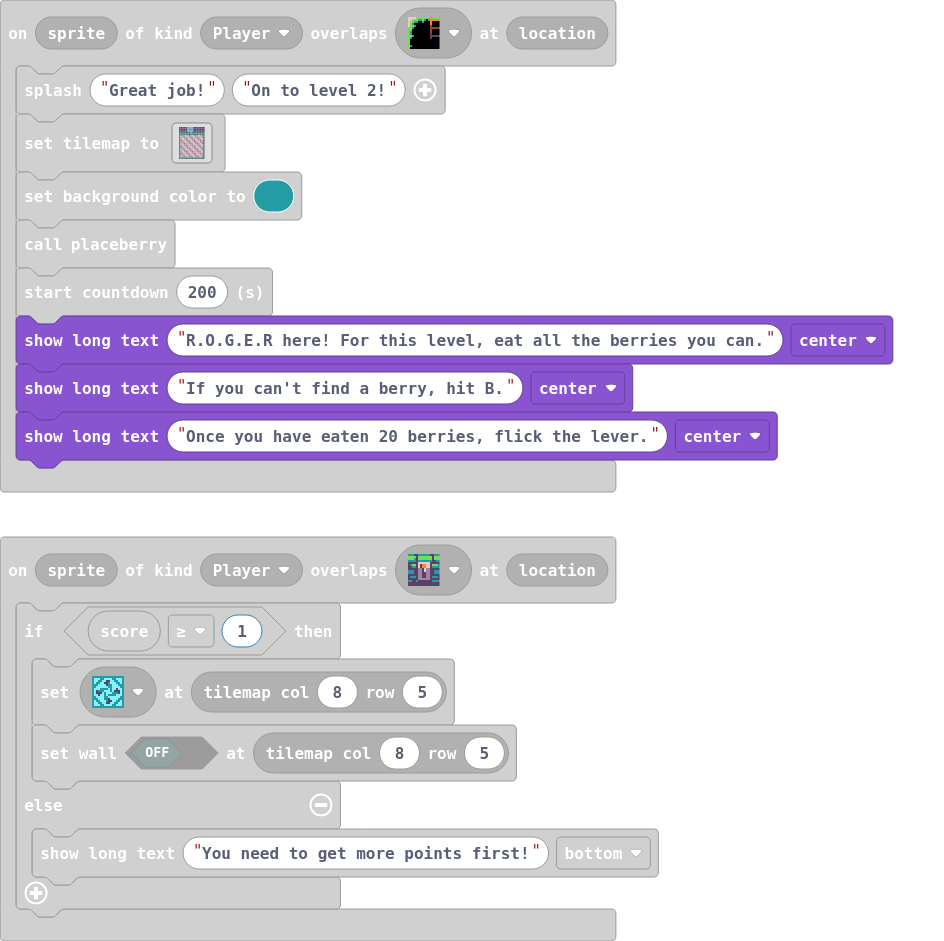 on sprite of kind Player overlaps at location
splash "Great job!" "On to level 2!"
set tilemap to
set background color to
call placeberry
start countdown 200 (s)
show long text "R.O.G.E.R here! For this level, eat all the berries you can." center
show long text "If you can't find a berry, hit B." center
show long text "Once you have eaten 20 berries, flick the lever." center
on sprite of kind Player overlaps at location
if score ≥ 1 then
set at tilemap col 8 row 5
set wall OFF at tilemap col 8 row 5
else
show long text "You need to get more points first!" bottom